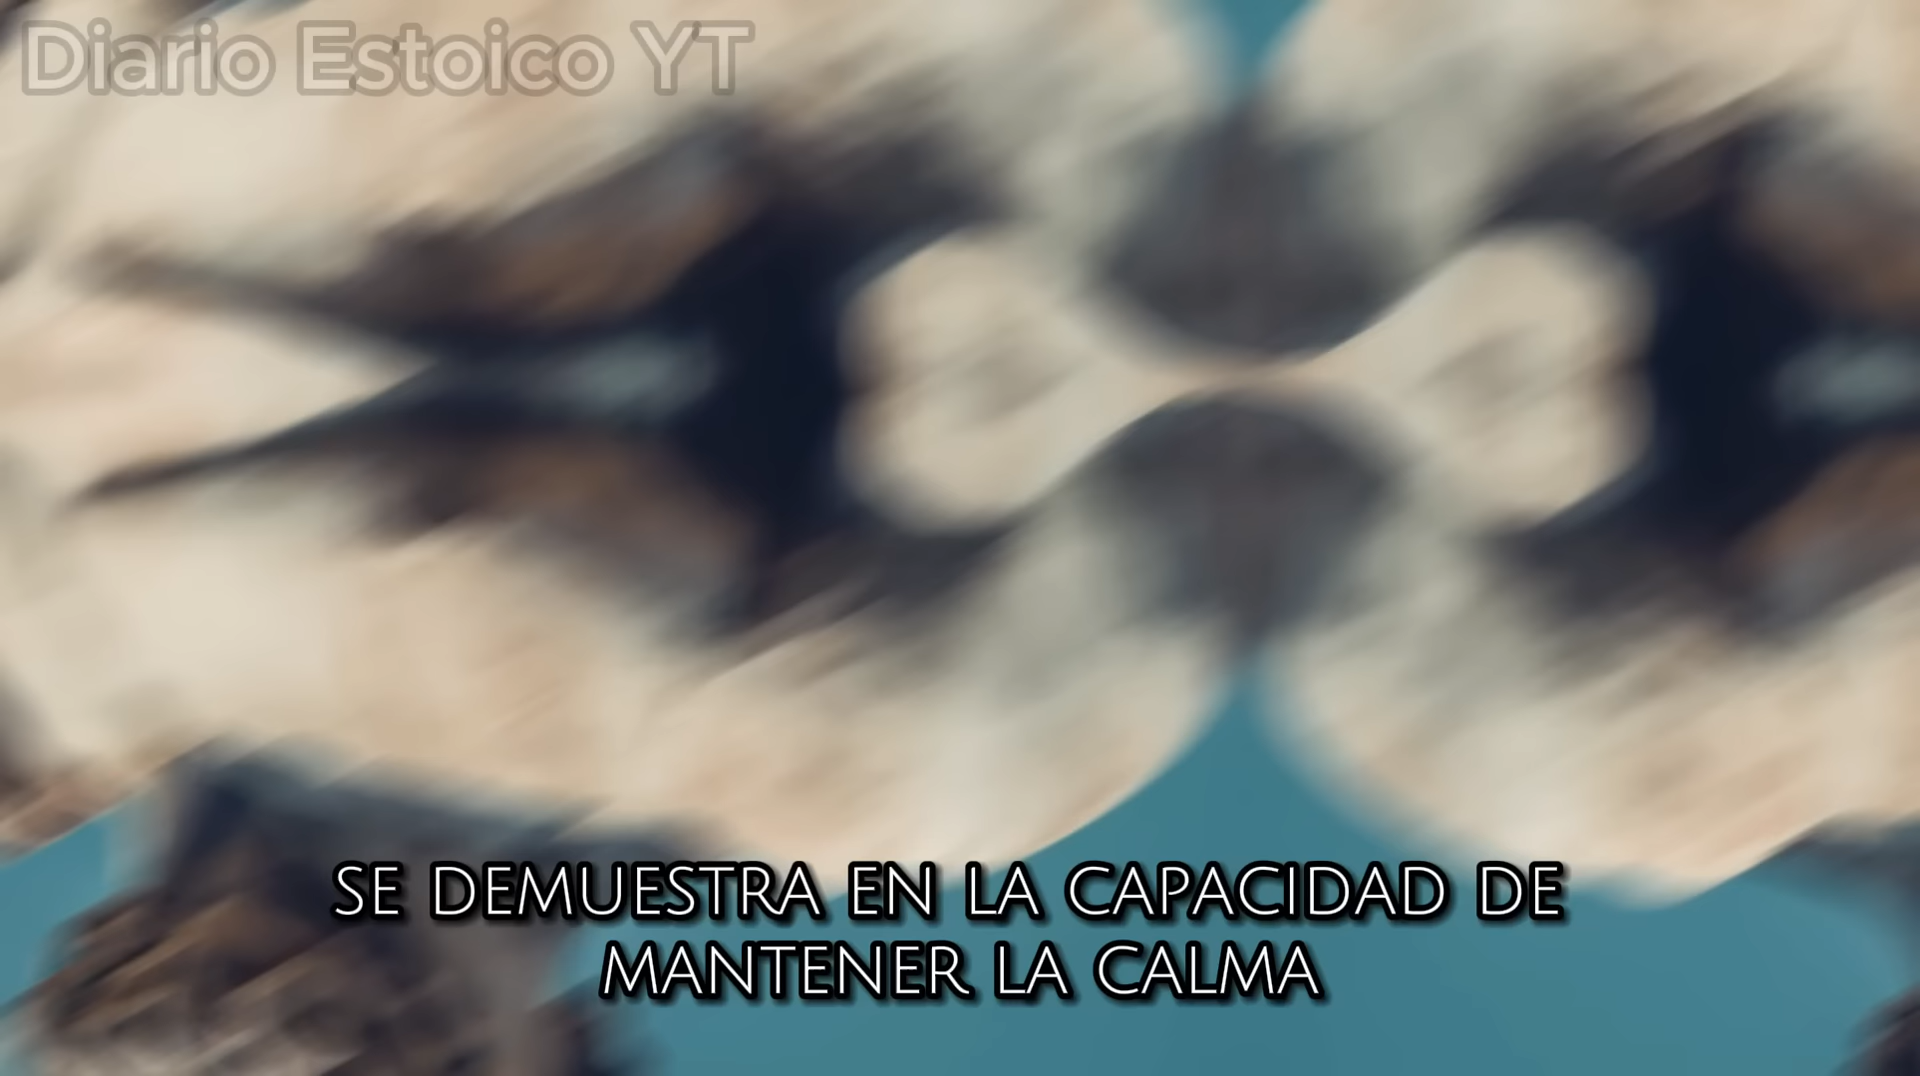 Diario Estoico YT
SE DEMUESTRA EN LA CAPACIDAD DE
MANTENER LA CALMA